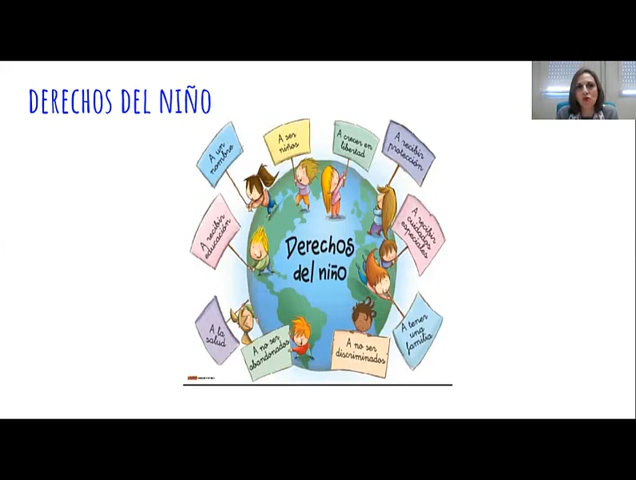 DERECHOS DEL NIÑO
A un
nombre
A ser
niños
A crecer en
libertad
A recibir
protección
A recibir
educación
A recibir
cuidados
especiales
Derechos
del niño
A la
salud
A no ser
abandonados
A no ser
discriminados
A tener
una
familia